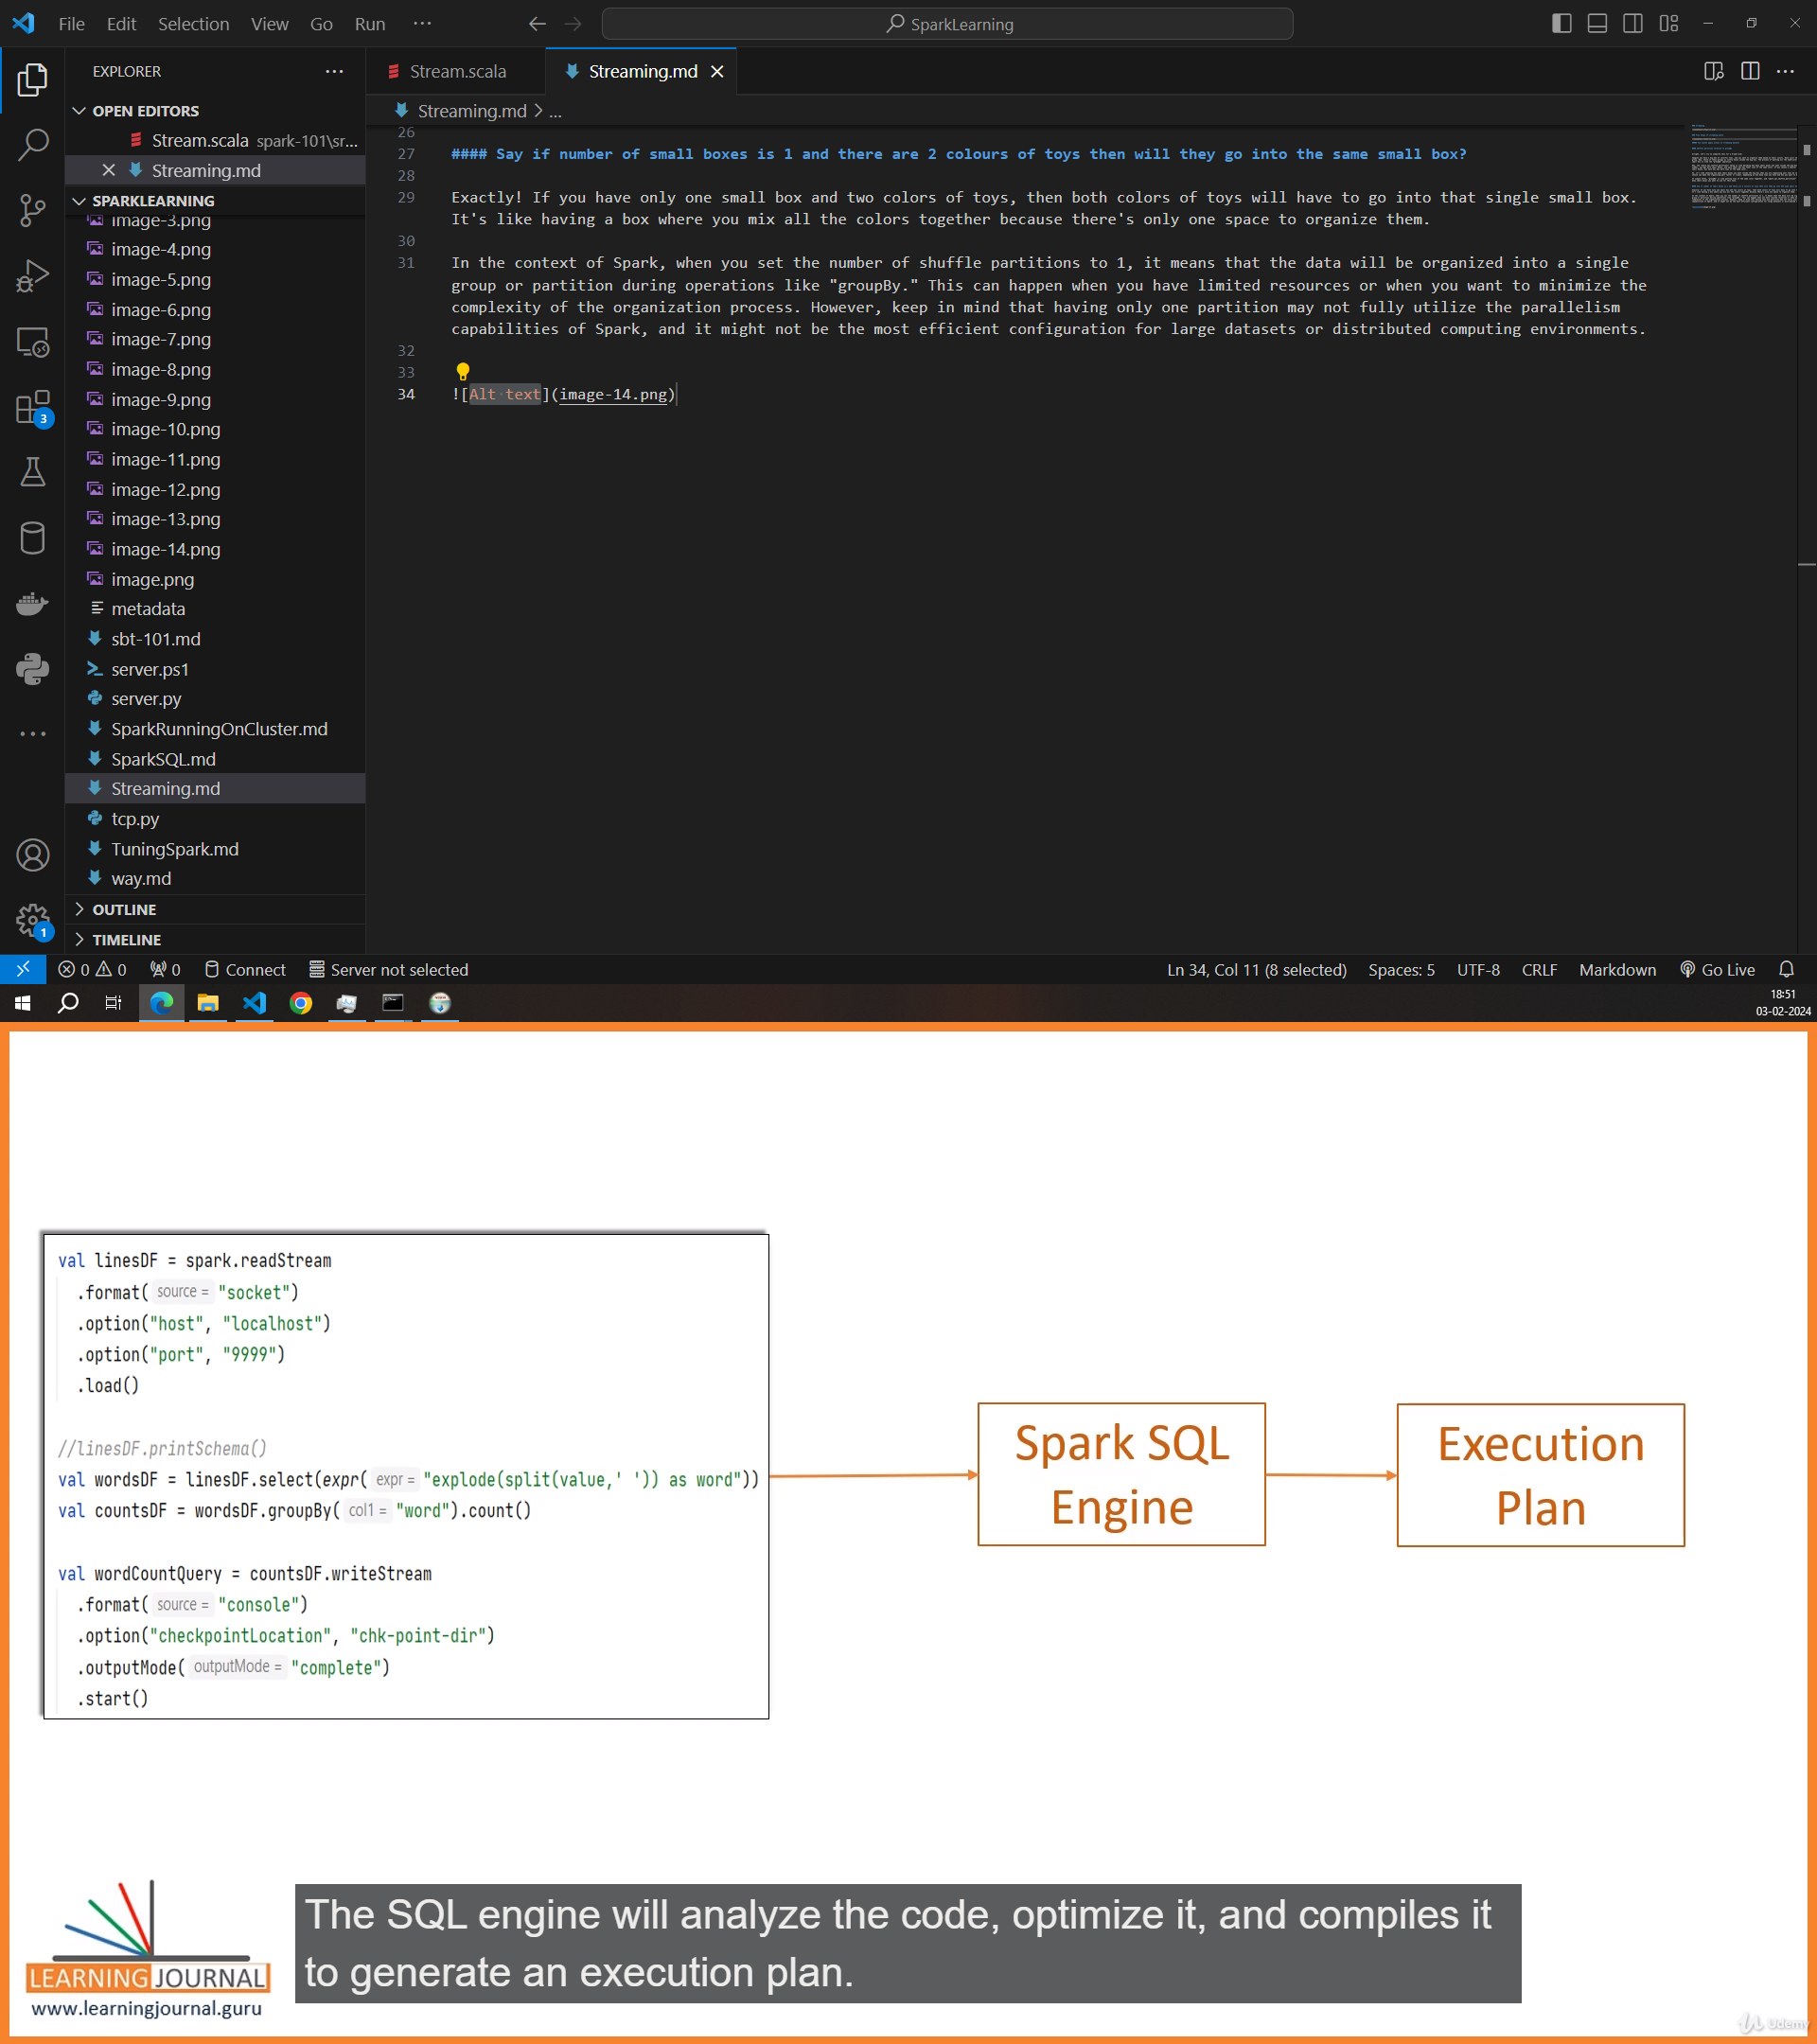 File Edit Selection View Go Run ···
SparkLearning
EXPLORER
OPEN EDITORS
Stream.scala spark-101\sr...
Streaming.md
SPARKLEARNING
image-3.png
image-4.png
image-5.png
image-6.png
image-7.png
image-8.png
image-9.png
image-10.png
image-11.png
image-12.png
image-13.png
image-14.png
image.png
metadata
sbt-101.md
server.ps1
server.py
SparkRunningOnCluster.md
SparkSQL.md
Streaming.md
tcp.py
TuningSpark.md
way.md
OUTLINE
TIMELINE
3
1
Stream.scala
Streaming.md
Streaming.md > ...
26
27 #### Say if number of small boxes is 1 and there are 2 colours of toys then will they go into the same small box?
28
29 Exactly! If you have only one small box and two colors of toys, then both colors of toys will have to go into that single small box.
It's like having a box where you mix all the colors together because there's only one space to organize them.
30
31 In the context of Spark, when you set the number of shuffle partitions to 1, it means that the data will be organized into a single
group or partition during operations like "groupBy." This can happen when you have limited resources or when you want to minimize the
complexity of the organization process. However, keep in mind that having only one partition may not fully utilize the parallelism
capabilities of Spark, and it might not be the most efficient configuration for large datasets or distributed computing environments.
32
33
34 ![Alt text](image-14.png)
0 0 0 Connect Server not selected
Ln 34, Col 11 (8 selected) Spaces: 5 UTF-8 CRLF Markdown Go Live
18:51
03-02-2024
val linesDF = spark.readStream
.format( source = "socket")
.option("host", "localhost")
.option("port", "9999")
.load()
//linesDF.printSchema()
val wordsDF = linesDF.select(expr( expr = "explode(split(value,' ')) as word"))
val countsDF = wordsDF.groupBy( col1 = "word").count()
val wordCountQuery = countsDF.writeStream
.format( source = "console")
.option("checkpointLocation", "chk-point-dir")
.outputMode( outputMode = "complete")
.start()
Spark SQL
Engine
Execution
Plan
LEARNING JOURNAL
www.learningjournal.guru
The SQL engine will analyze the code, optimize it, and compiles it
to generate an execution plan.
Udemy